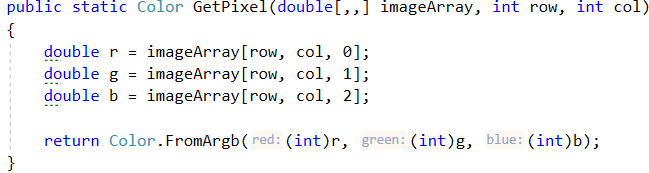 public static Color GetPixel(double[,,] imageArray, int row, int col)
{
double r = imageArray[row, col, 0];
double g = imageArray[row, col, 1];
double b = imageArray[row, col, 2];
return Color.FromArgb(red:(int)r, green:(int)g, blue:(int)b);
}